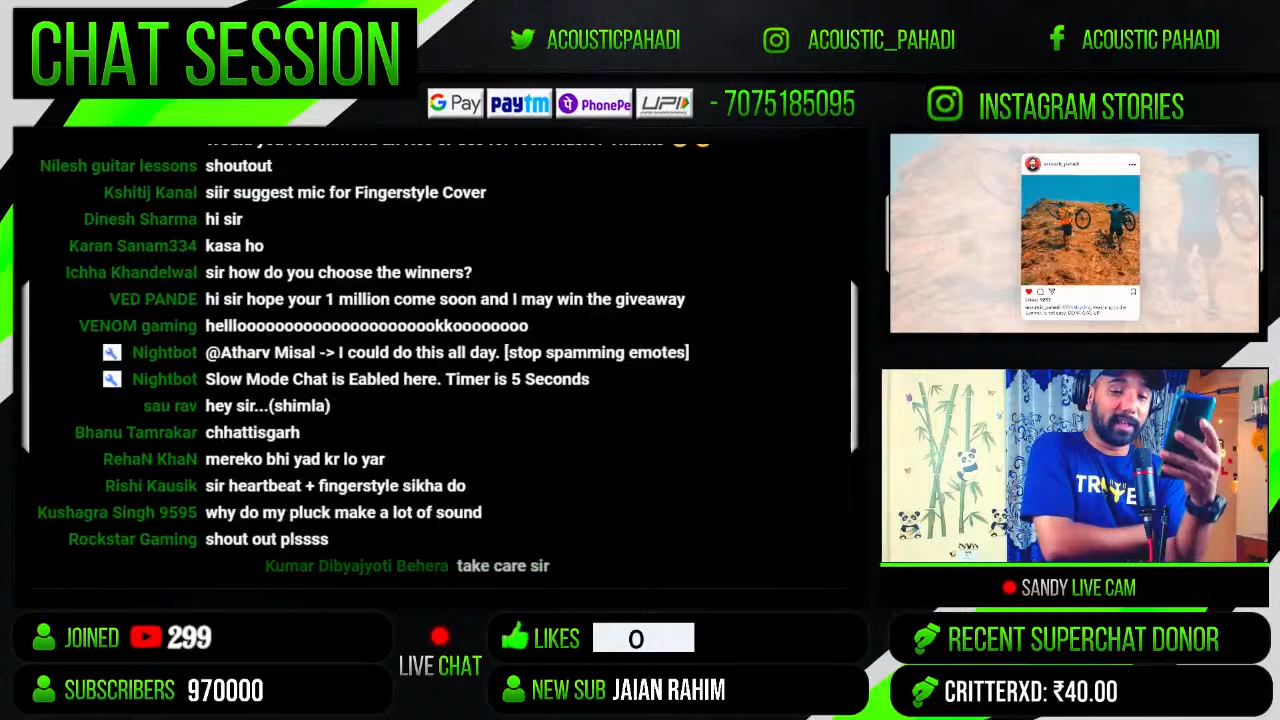 CHAT SESSION
ACOUSTICPAHADI
ACOUSTIC_PAHADI
ACOUSTIC PAHADI
G Pay
paytm
PhonePe
UPI
- 7075185095
INSTAGRAM STORIES
Nilesh guitar lessons shoutout
Kshitij Kanal siir suggest mic for Fingerstyle Cover
Dinesh Sharma hi sir
Karan Sanam334 kasa ho
Ichha Khandelwal sir how do you choose the winners?
VED PANDE hi sir hope your 1 million come soon and I may win the giveaway
VENOM gaming hellloooooooooooooooooooookkoooooooo
Nightbot @Atharv Misal -> I could do this all day. [stop spamming emotes]
Nightbot Slow Mode Chat is Eabled here. Timer is 5 Seconds
sau rav hey sir...(shimla)
Bhanu Tamrakar chhattisgarh
RehaN KhaN mereko bhi yad kr lo yar
Rishi Kausik sir heartbeat + fingerstyle sikha do
Kushagra Singh 9595 why do my pluck make a lot of sound
Rockstar Gaming shout out plssss
Kumar Dibyajyoti Behera take care sir
acoustic_pahadi
SANDY LIVE CAM
JOINED 299
LIVE CHAT
LIKES 0
RECENT SUPERCHAT DONOR
SUBSCRIBERS 970000
NEW SUB JAIAN RAHIM
CRITTERXD: ₹40.00